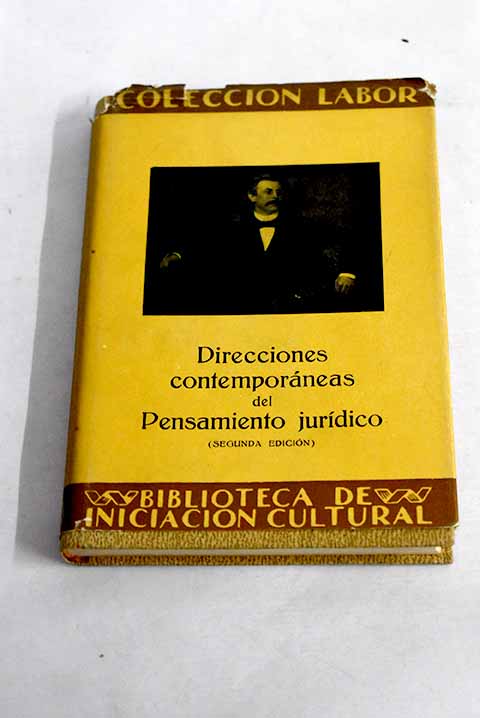 COLECCION LABOR
Direcciones
contemporáneas
del
Pensamiento jurídico
(SEGUNDA EDICIÓN)
BIBLIOTECA DE
INICIACION CULTURAL